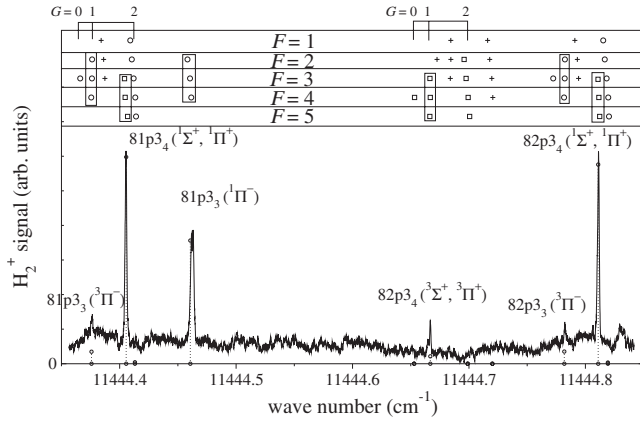 G = 0 1 2 0 1 2
F = 1
F = 2
F = 3
F = 4
F = 5
81p3₄(¹Σ⁺, ¹Π⁺)
82p3₄(¹Σ⁺, ¹Π⁺)
81p3₃(¹Π⁻)
81p3₃(³Π⁻)
82p3₄(³Σ⁺, ³Π⁺)
82p3₃(³Π⁻)
H₂⁺ signal (arb. units)
0
11444.4 11444.5 11444.6 11444.7 11444.8
wave number (cm⁻¹)